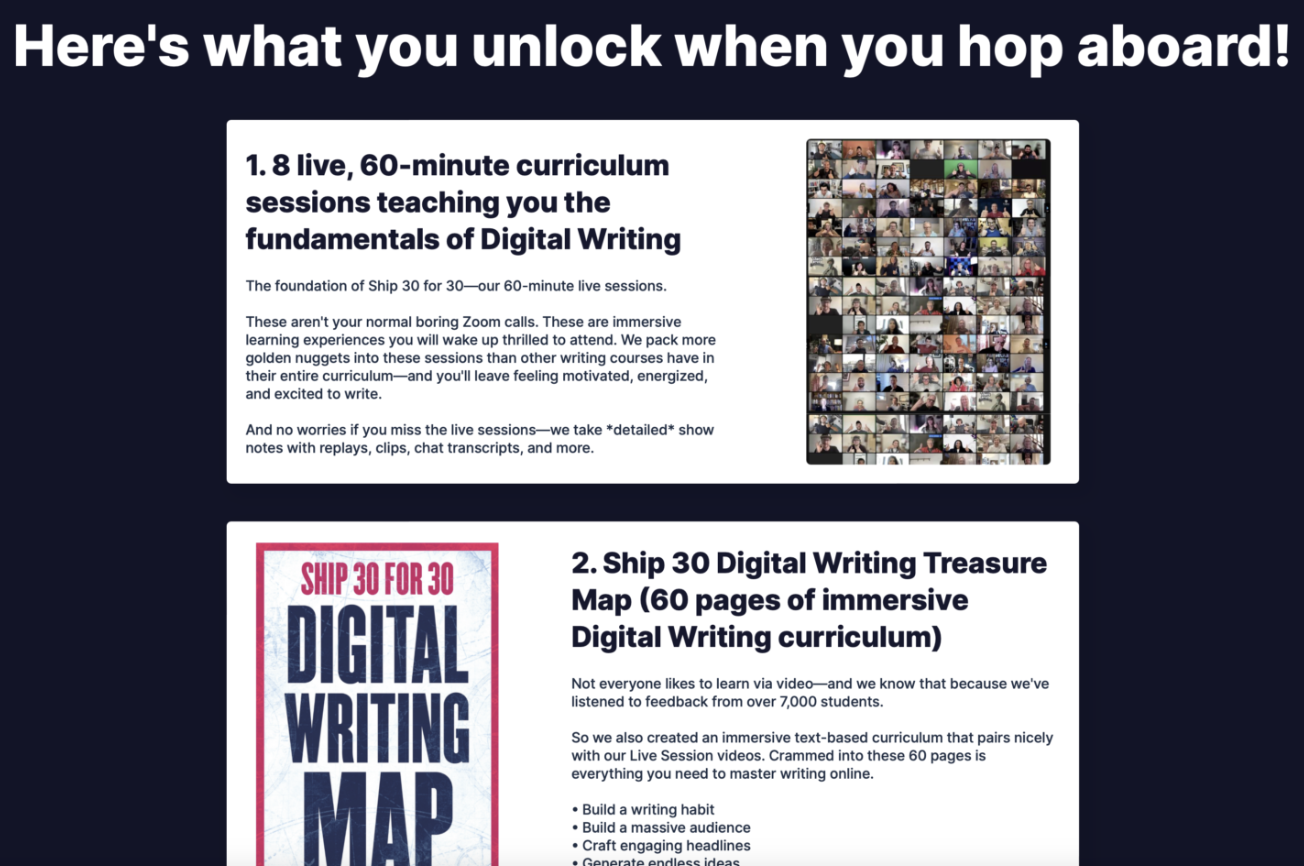 Here's what you unlock when you hop aboard!
1. 8 live, 60-minute curriculum
sessions teaching you the
fundamentals of Digital Writing
The foundation of Ship 30 for 30—our 60-minute live sessions.
These aren't your normal boring Zoom calls. These are immersive
learning experiences you will wake up thrilled to attend. We pack more
golden nuggets into these sessions than other writing courses have in
their entire curriculum—and you'll leave feeling motivated, energized,
and excited to write.
And no worries if you miss the live sessions—we take *detailed* show
notes with replays, clips, chat transcripts, and more.
SHIP 30 FOR 30
DIGITAL
WRITING
MAP
2. Ship 30 Digital Writing Treasure
Map (60 pages of immersive
Digital Writing curriculum)
Not everyone likes to learn via video—and we know that because we've
listened to feedback from over 7,000 students.
So we also created an immersive text-based curriculum that pairs nicely
with our Live Session videos. Crammed into these 60 pages is
everything you need to master writing online.
• Build a writing habit
• Build a massive audience
• Craft engaging headlines
• Generate endless ideas